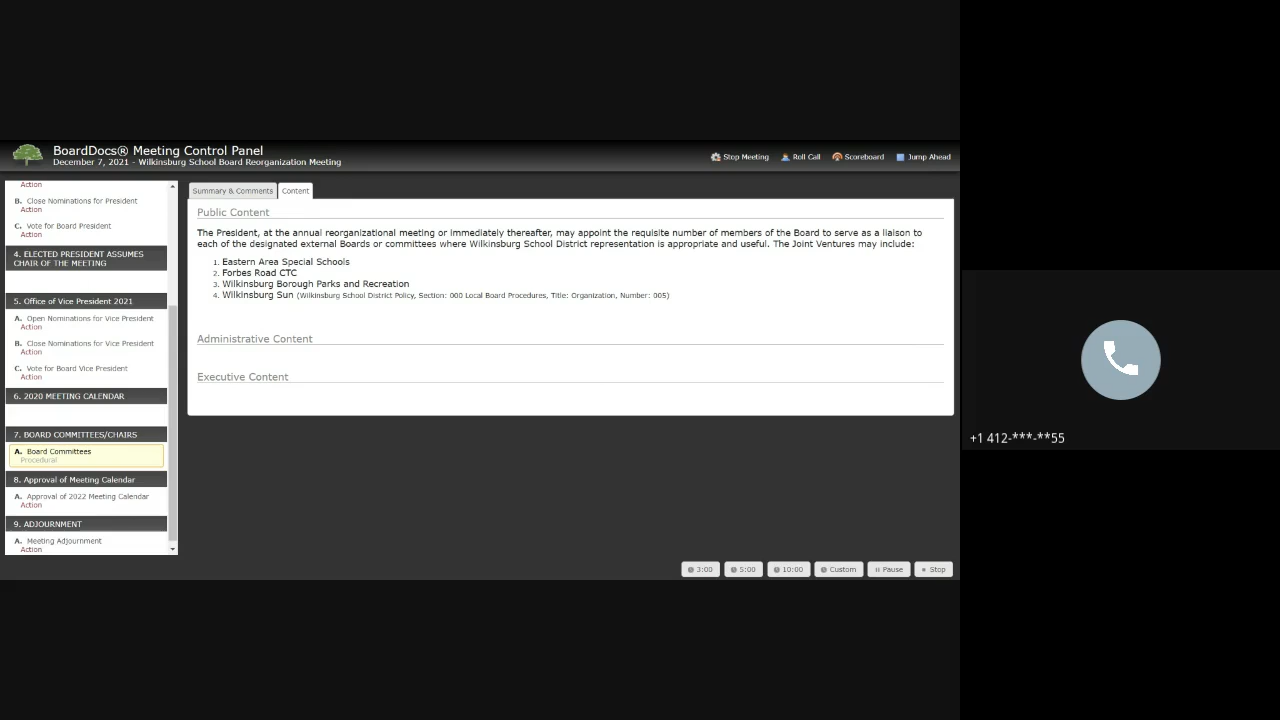 BoardDocs® Meeting Control Panel
December 7, 2021 - Wilkinsburg School Board Reorganization Meeting
Stop Meeting
Roll Call
Scoreboard
Jump Ahead
Action
B. Close Nominations for President
Action
C. Vote for Board President
Action
4. ELECTED PRESIDENT ASSUMES
CHAIR OF THE MEETING
5. Office of Vice President 2021
A. Open Nominations for Vice President
Action
B. Close Nominations for Vice President
Action
C. Vote for Board Vice President
Action
6. 2020 MEETING CALENDAR
7. BOARD COMMITTEES/CHAIRS
A. Board Committees
Procedural
8. Approval of Meeting Calendar
A. Approval of 2022 Meeting Calendar
Action
9. ADJOURNMENT
A. Meeting Adjournment
Action
Summary & Comments
Content
Public Content
The President, at the annual reorganizational meeting or immediately thereafter, may appoint the requisite number of members of the Board to serve as a liaison to
each of the designated external Boards or committees where Wilkinsburg School District representation is appropriate and useful. The Joint Ventures may include:
1. Eastern Area Special Schools
2. Forbes Road CTC
3. Wilkinsburg Borough Parks and Recreation
4. Wilkinsburg Sun (Wilkinsburg School District Policy, Section: 000 Local Board Procedures, Title: Organization, Number: 005)
Administrative Content
Executive Content
3:00
5:00
10:00
Custom
Pause
Stop
+1 412-***-**55